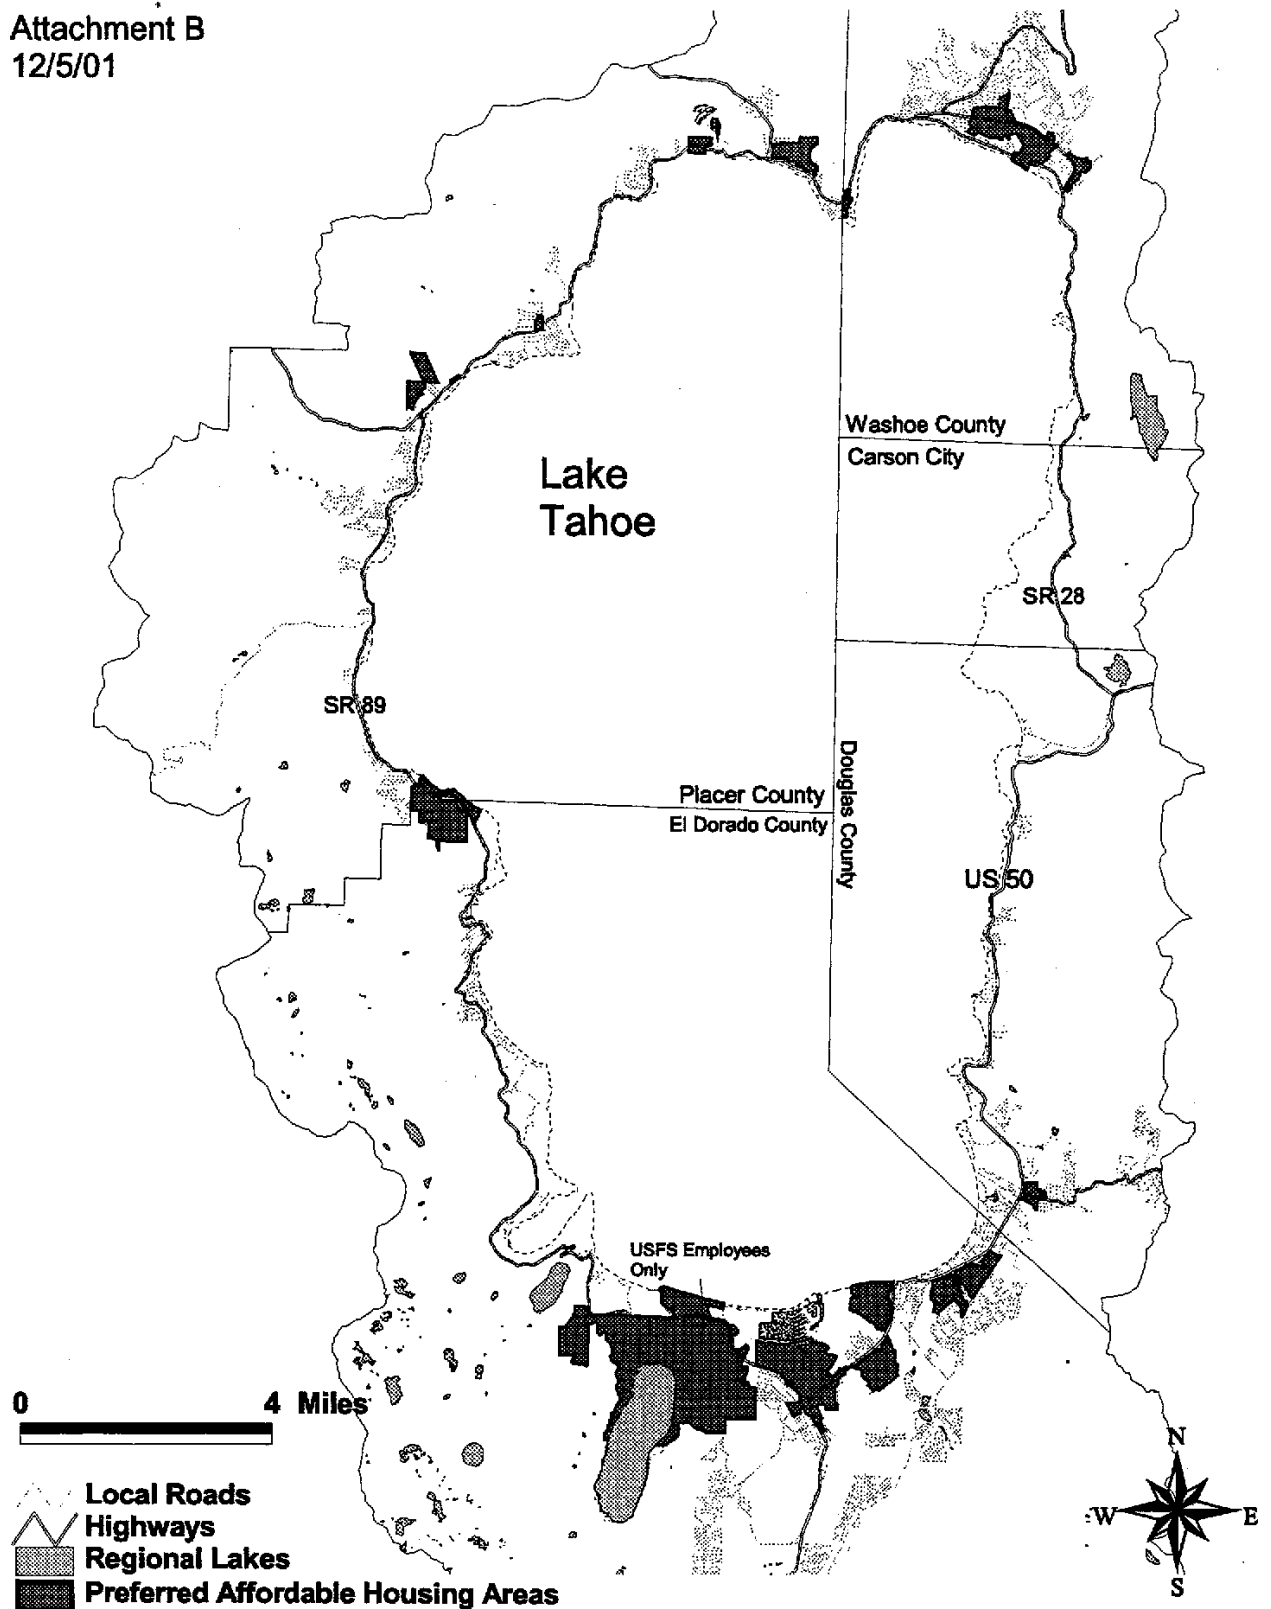 Attachment B
12/5/01
Washoe County
Carson City
Lake
Tahoe
SR 28
SR 89
Placer County
El Dorado County
Douglas County
US 50
USFS Employees
Only
0 4 Miles
Local Roads
Highways
Regional Lakes
Preferred Affordable Housing Areas
N
W E
S